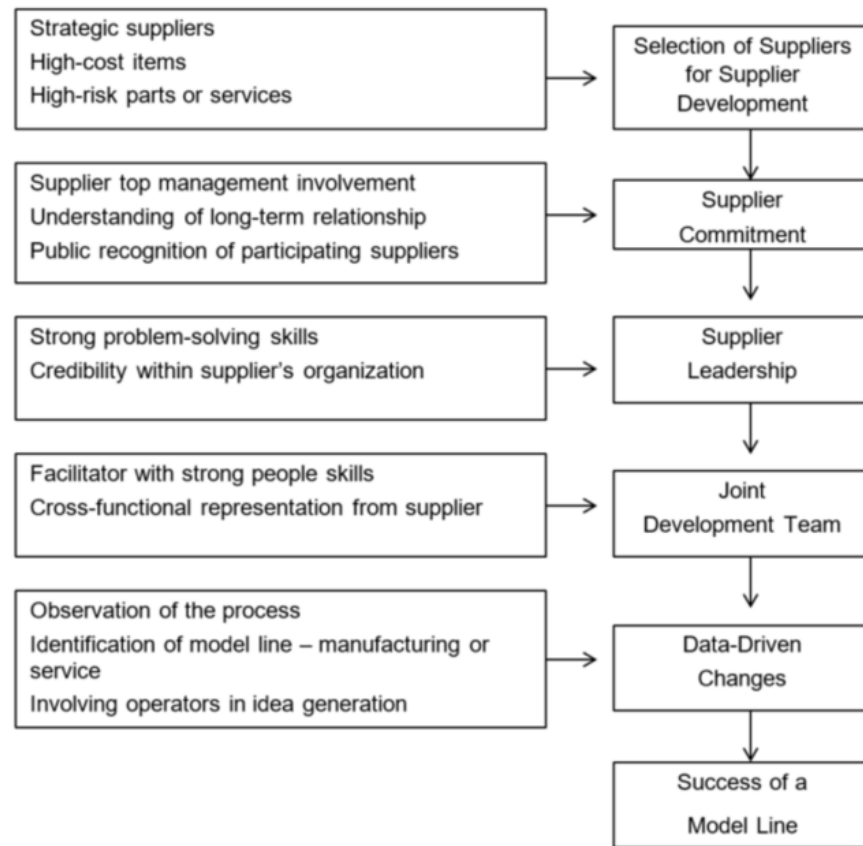 Strategic suppliers
High-cost items
High-risk parts or services
Selection of Suppliers
for Supplier
Development
Supplier top management involvement
Understanding of long-term relationship
Public recognition of participating suppliers
Supplier
Commitment
Strong problem-solving skills
Credibility within supplier's organization
Supplier
Leadership
Facilitator with strong people skills
Cross-functional representation from supplier
Joint
Development Team
Observation of the process
Identification of model line – manufacturing or
service
Involving operators in idea generation
Data-Driven
Changes
Success of a
Model Line